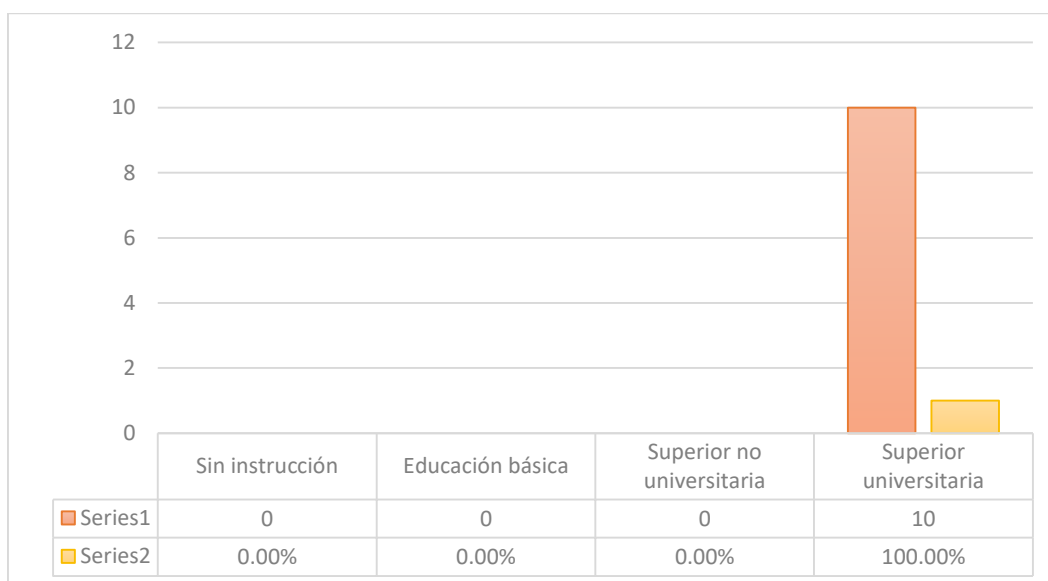 12
10
8
6
4
2
0
Sin instrucción Educación básica Superior no universitaria Superior universitaria
Series1 0 0 0 10
Series2 0.00% 0.00% 0.00% 100.00%